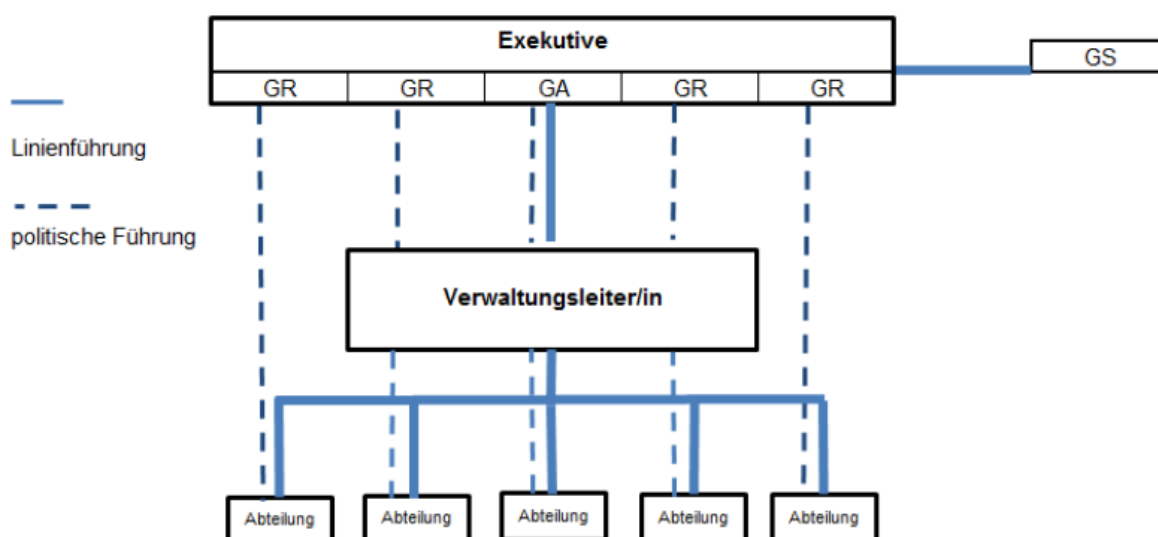 Exekutive
GS
GR GR GA GR GR
Linienführung
politische Führung
Verwaltungsleiter/in
Abteilung Abteilung Abteilung Abteilung Abteilung